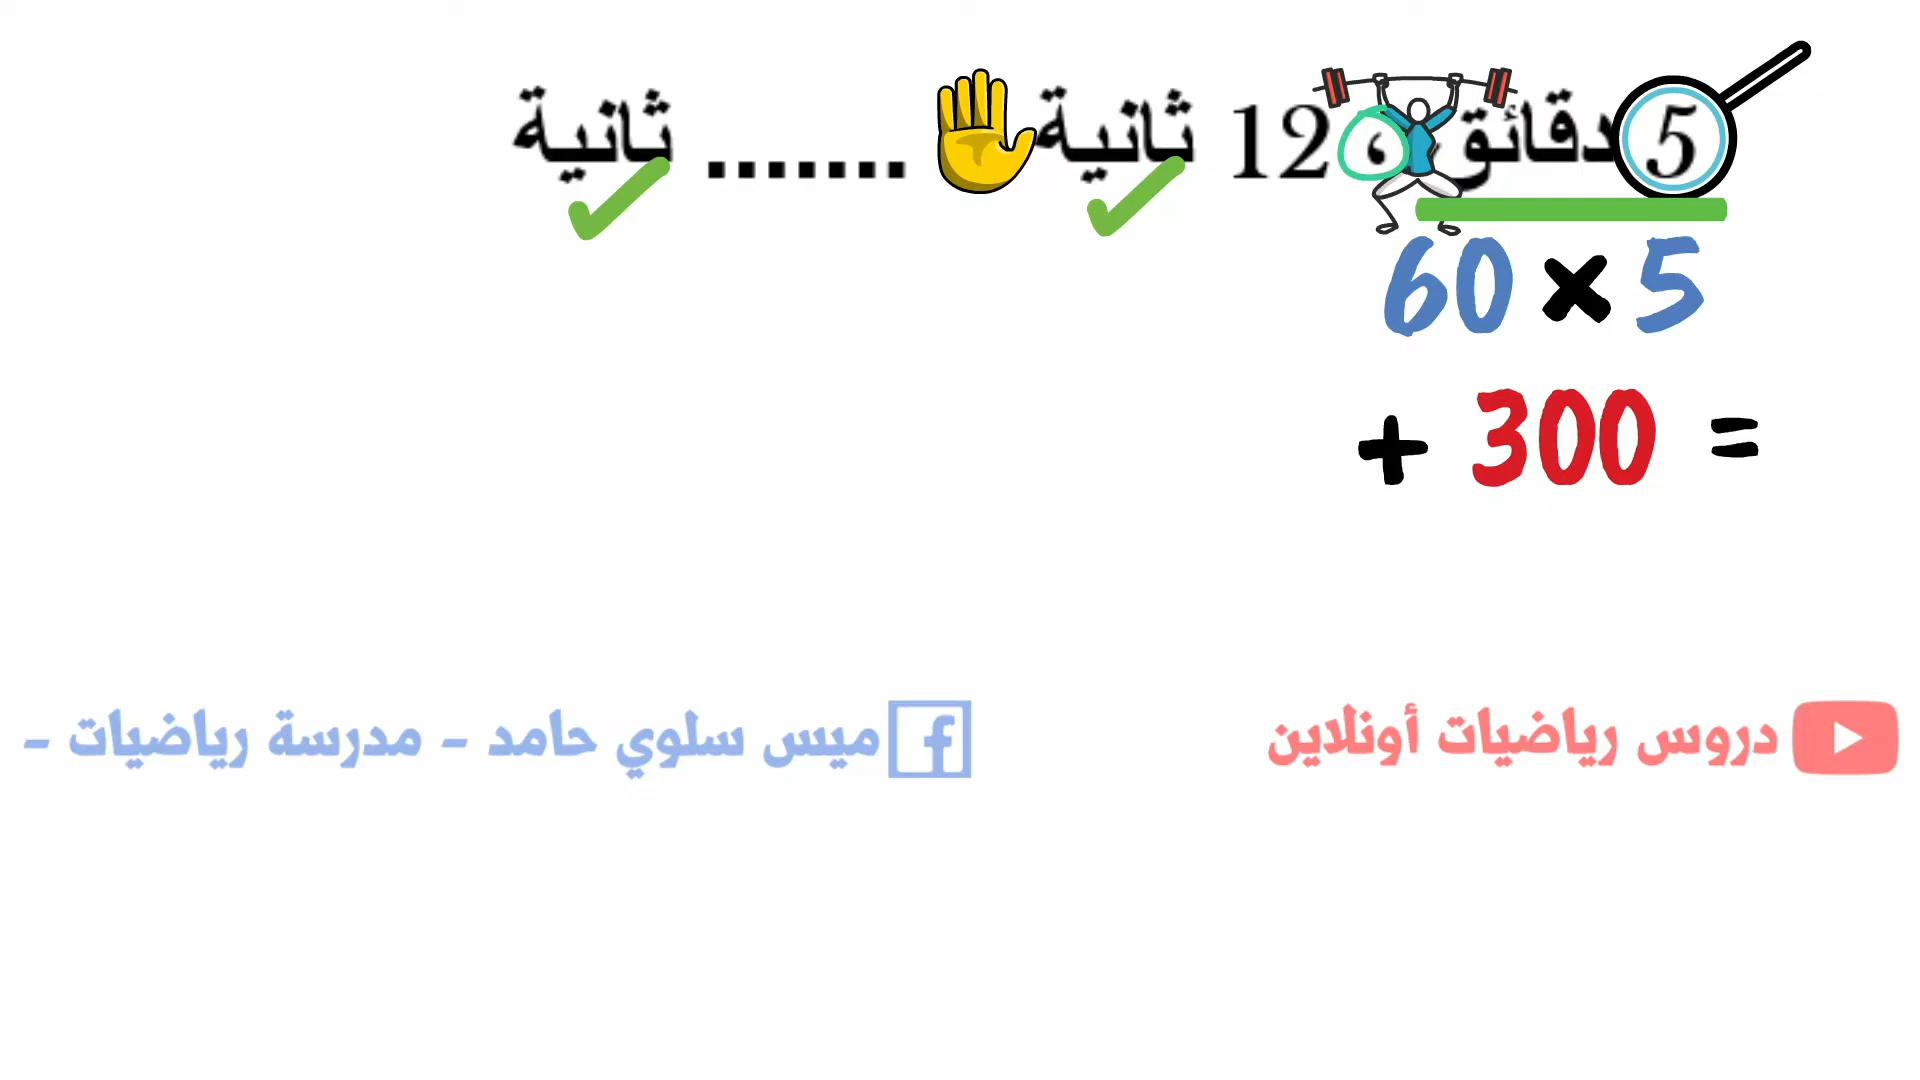 5 دقائق ، 12 ثانية ....... ثانية
5 × 60
= 300 +
دروس رياضيات أونلاين
ميس سلوي حامد - مدرسة رياضيات -